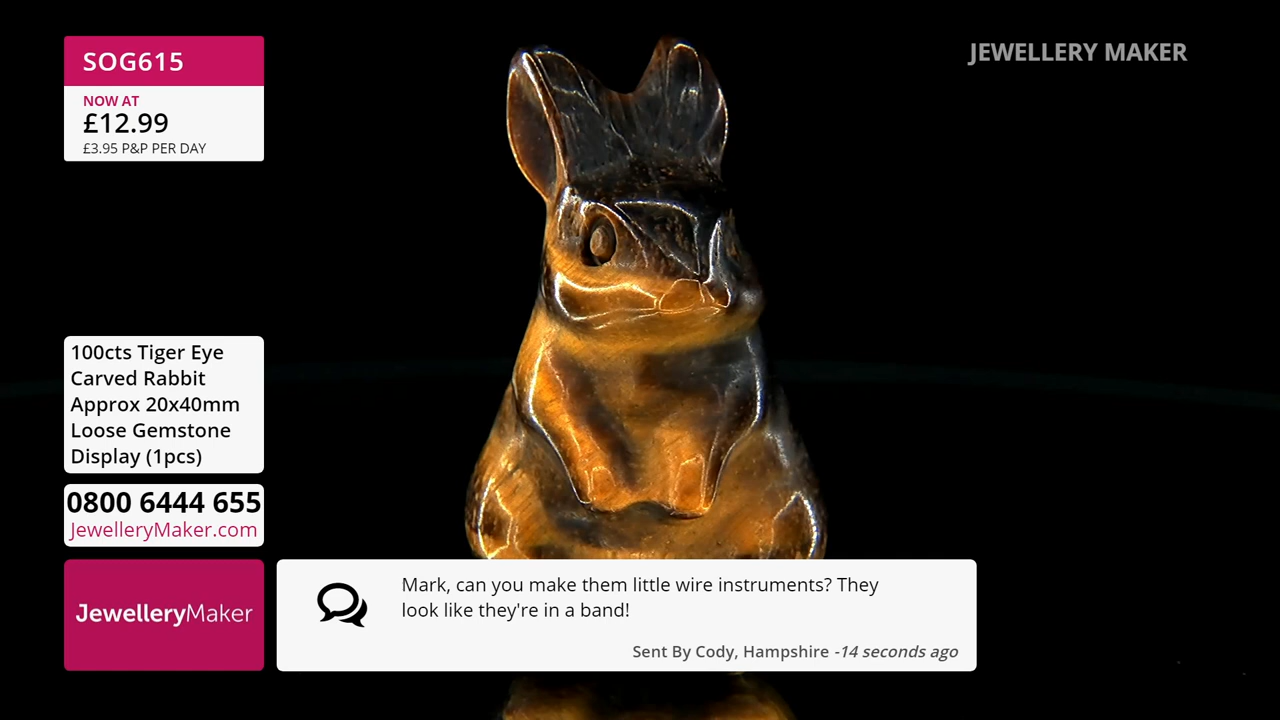 SOG615
NOW AT
£12.99
£3.95 P&P PER DAY
JEWELLERY MAKER
100cts Tiger Eye
Carved Rabbit
Approx 20x40mm
Loose Gemstone
Display (1pcs)
0800 6444 655
JewelleryMaker.com
JewelleryMaker
Mark, can you make them little wire instruments? They
look like they're in a band!
Sent By Cody, Hampshire -14 seconds ago